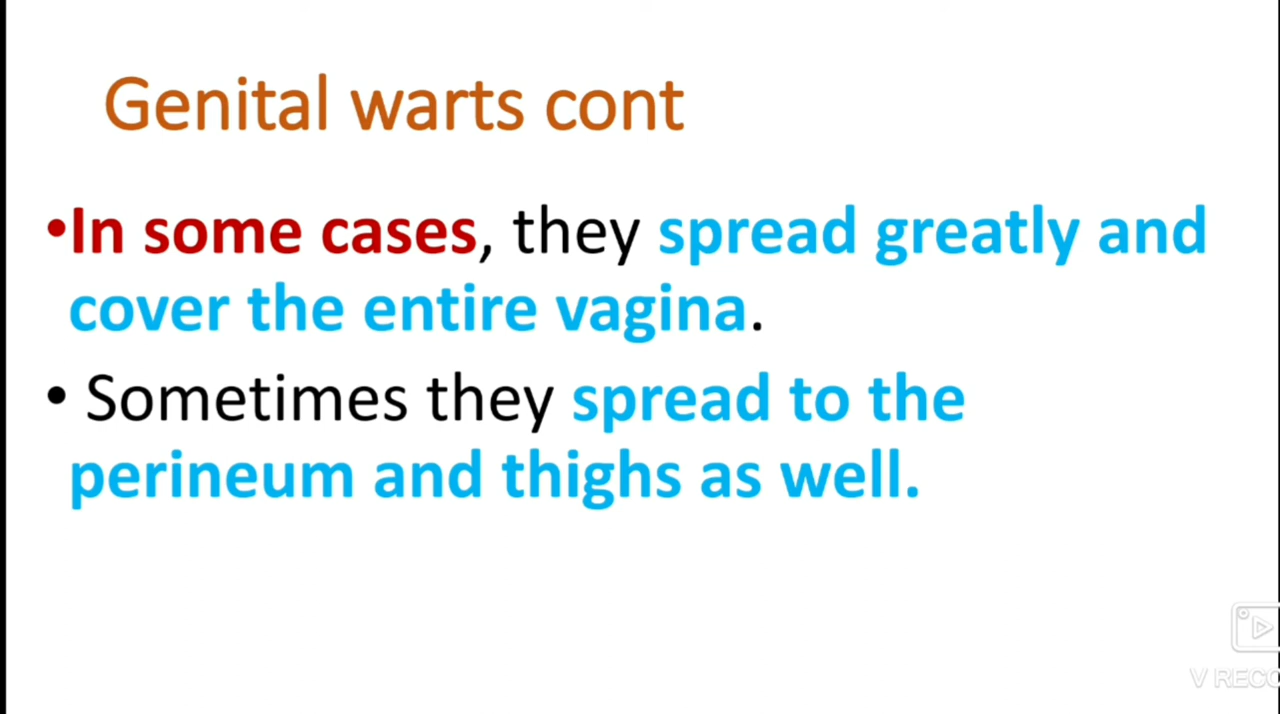 Genital warts cont
•In some cases, they spread greatly and
cover the entire vagina.
• Sometimes they spread to the
perineum and thighs as well.
V RECO